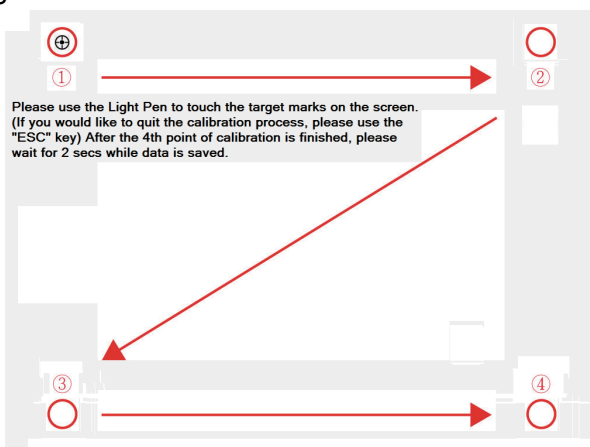 ① ②
Please use the Light Pen to touch the target marks on the screen.
(If you would like to quit the calibration process, please use the
"ESC" key) After the 4th point of calibration is finished, please
wait for 2 secs while data is saved.
③ ④